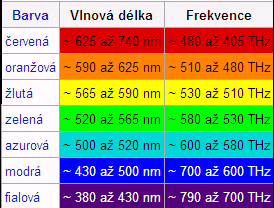 Barva Vlnová délka Frekvence
červená ~ 625 až 740 nm ~ 480 až 405 THz
oranžová ~ 590 až 625 nm ~ 510 až 480 THz
žlutá ~ 565 až 590 nm ~ 530 až 510 THz
zelená ~ 520 až 565 nm ~ 580 až 530 THz
azurová ~ 500 až 520 nm ~ 600 až 580 THz
modrá ~ 430 až 500 nm ~ 700 až 600 THz
fialová ~ 380 až 430 nm ~ 790 až 700 THz